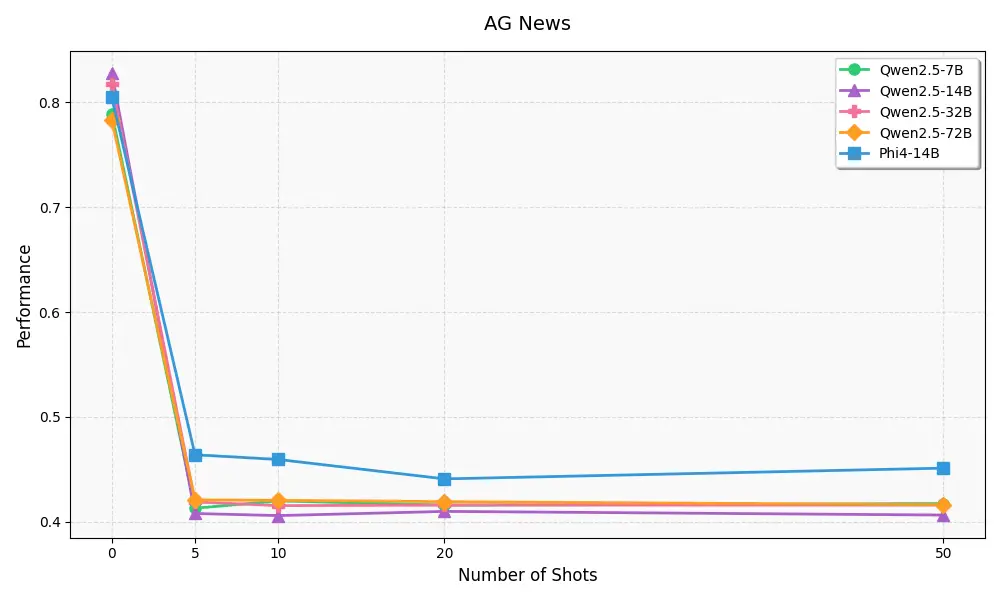 AG News
Qwen2.5-7B
Qwen2.5-14B
Qwen2.5-32B
Qwen2.5-72B
Phi4-14B
Performance
0.8
0.7
0.6
0.5
0.4
0 5 10 20 50
Number of Shots